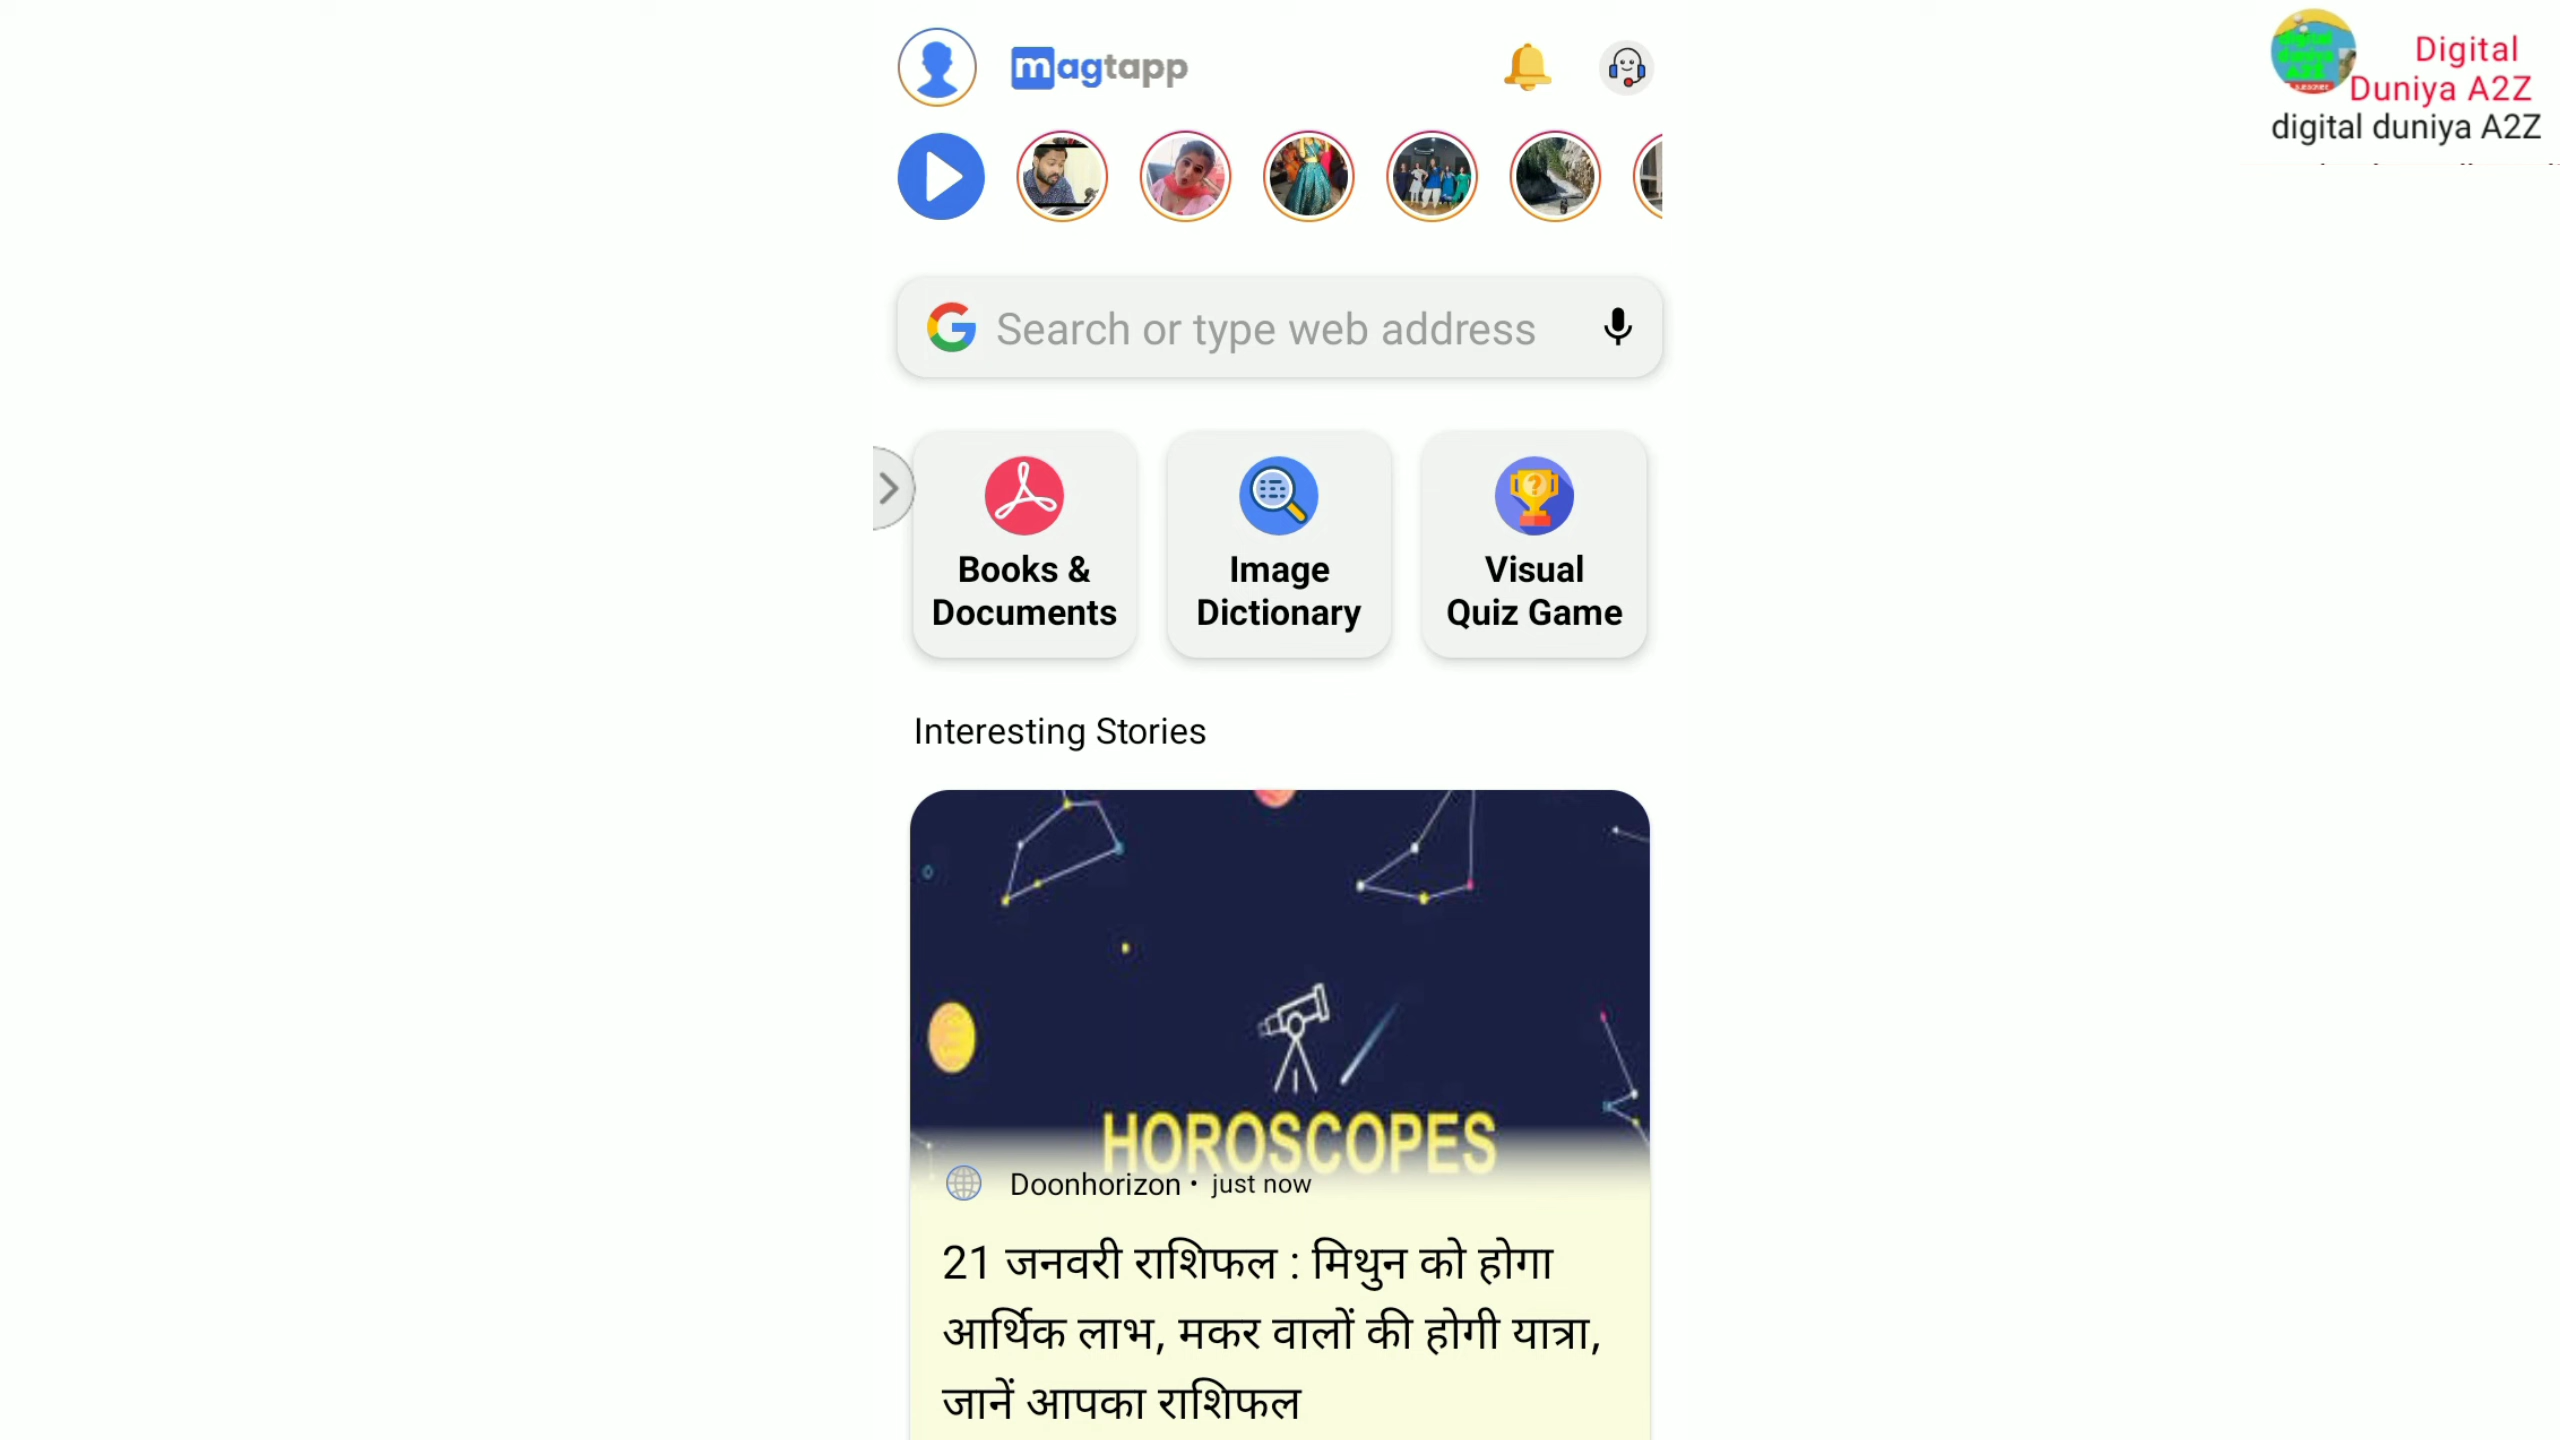 magtapp
Digital
Duniya A2Z
digital duniya A2Z
Search or type web address
Books &
Documents
Image
Dictionary
Visual
Quiz Game
Interesting Stories
HOROSCOPES
Doonhorizon • just now
21 जनवरी राशिफल : मिथुन को होगा
आर्थिक लाभ, मकर वालों की होगी यात्रा,
जानें आपका राशिफल